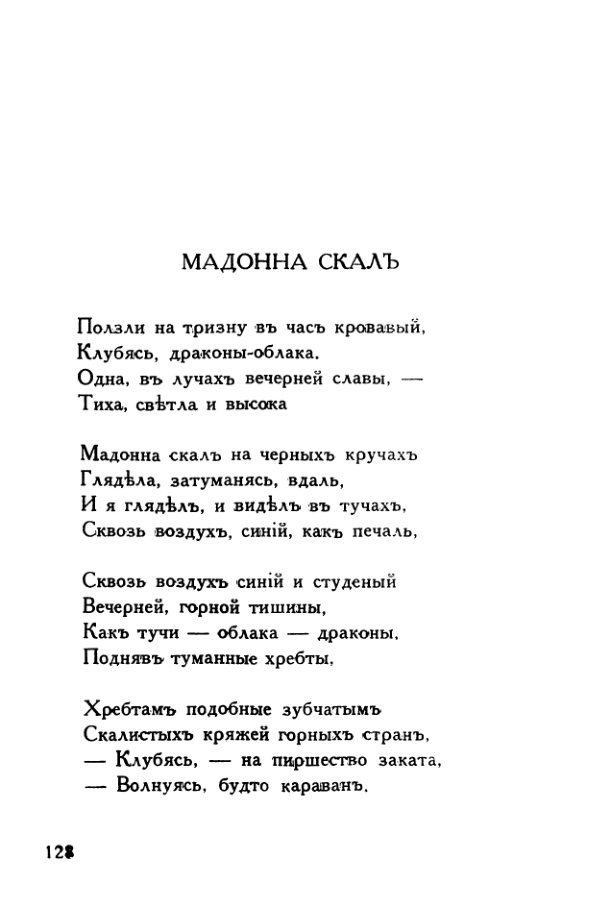 МАДОННА СКАЛЪ
Ползли на тризну въ часъ кровавый,
Клубясь, драконы-облака.
Одна, въ лучахъ вечерней славы, —
Тиха, свѣтла и высока
Мадонна скалъ на черныхъ кручахъ
Глядѣла, затуманясь, вдаль,
И я глядѣлъ, и видѣлъ въ тучахъ,
Сквозь воздухъ, синій, какъ печаль,
Сквозь воздухъ синій и студеный
Вечерней, горной тишины,
Какъ тучи — облака — драконы,
Поднявъ туманные хребты,
Хребтамъ подобные зубчатымъ
Скалистыхъ кряжей горныхъ странъ,
— Клубясь, — на пиршество заката,
— Волнуясь, будто караванъ.
128